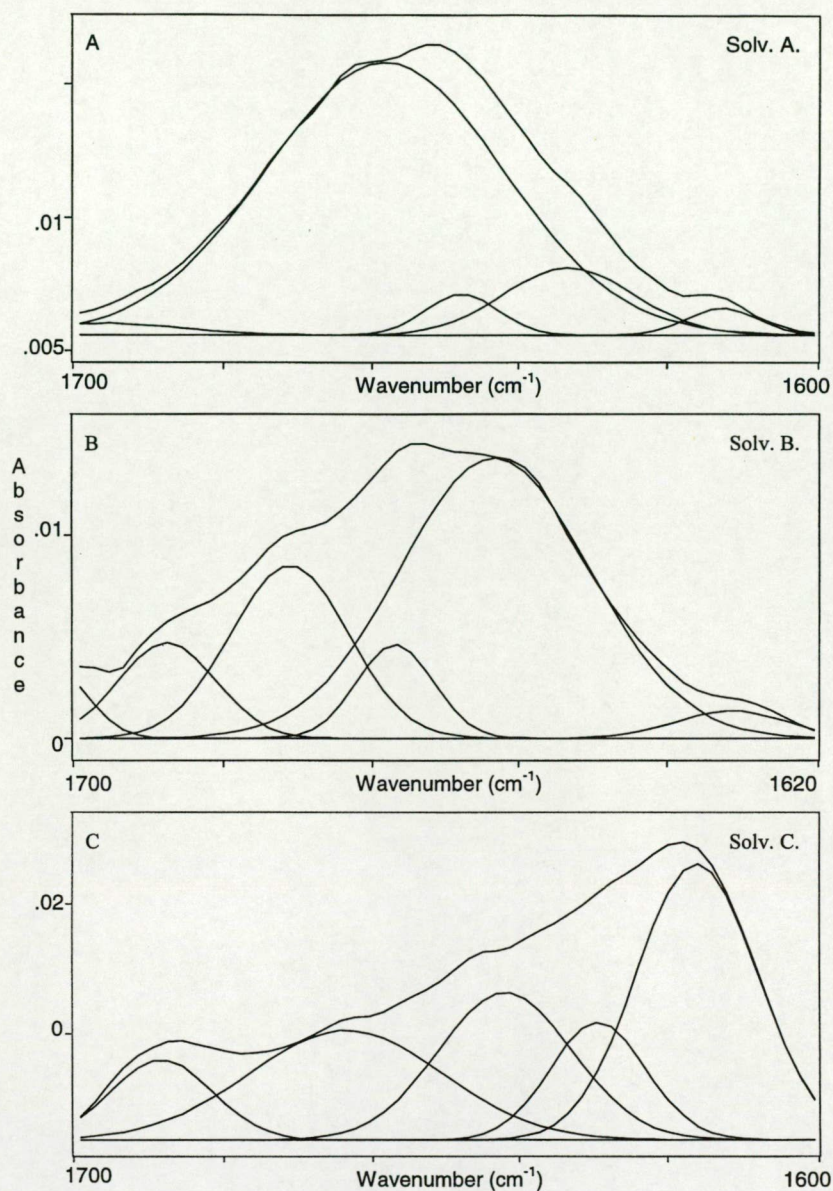 A
Solv. A.
.01
.005
1700
Wavenumber (cm-1)
1600
B
Solv. B.
Absorbance
.01
0
1700
Wavenumber (cm-1)
1620
C
Solv. C.
.02
0
1700
Wavenumber (cm-1)
1600